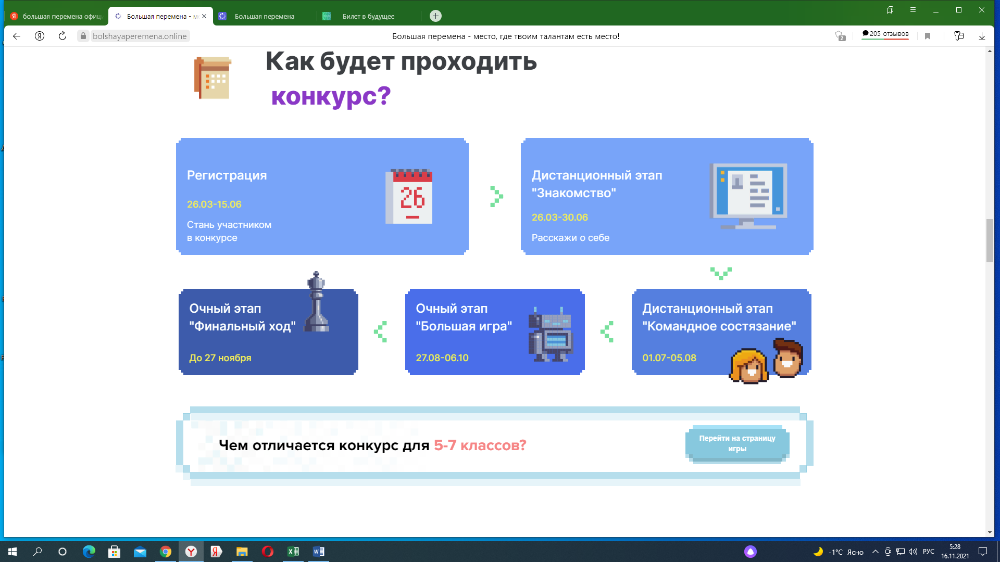 большая перемена офиц
Большая перемена - м
Большая перемена
Билет в будущее
bolshayaperemena.online
Большая перемена - место, где твоим талантам есть место!
2
205 отзывов
Как будет проходить
конкурс?
Регистрация
26.03-15.06
Стань участником
в конкурсе
26
Дистанционный этап
"Знакомство"
26.03-30.06
Расскажи о себе
Очный этап
"Финальный ход"
До 27 ноября
Очный этап
"Большая игра"
27.08-06.10
Дистанционный этап
"Командное состязание"
01.07-05.08
Чем отличается конкурс для 5-7 классов?
Перейти на страницу
игры
-1°C Ясно
РУС
5:28
16.11.2021